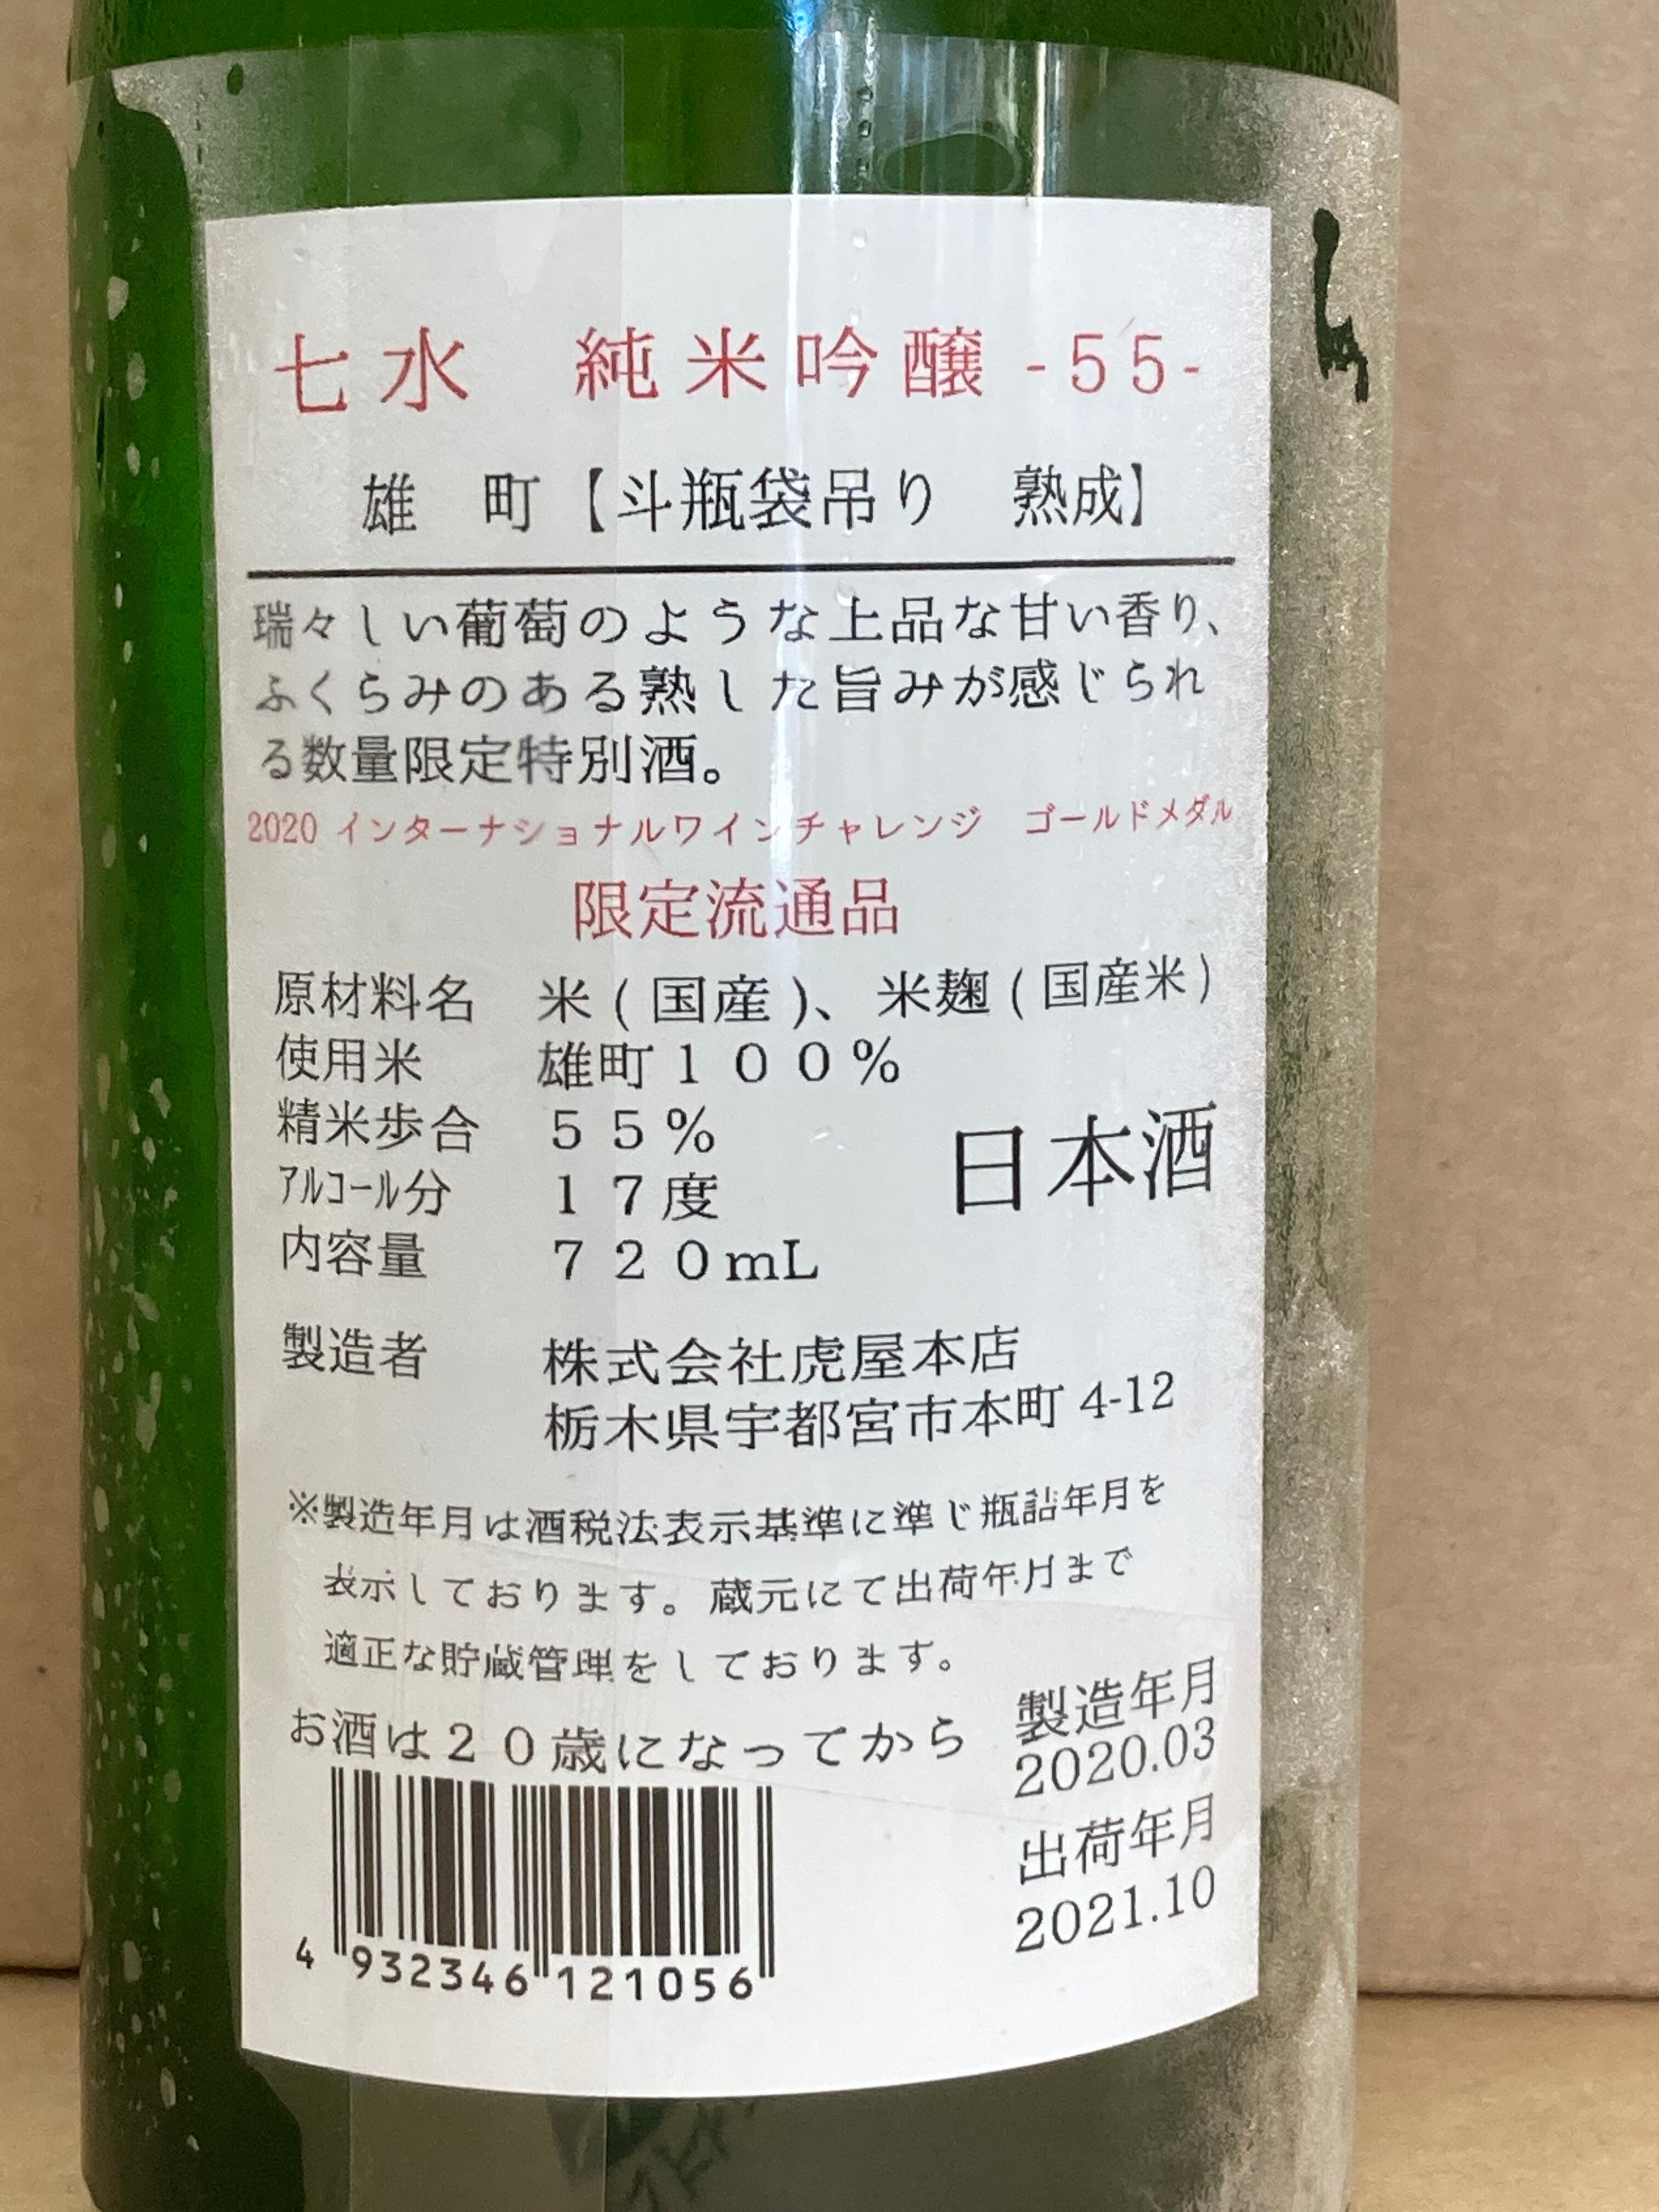 七水　純米吟醸 -55-
雄　町【斗瓶袋吊り　熟成】
瑞々しい葡萄のような上品な甘い香り、
ふくらみのある熟した旨みが感じられ
る数量限定特別酒。
2020 インターナショナルワインチャレンジ　ゴールドメダル
限定流通品
原材料名　米(国産)、米麹(国産米)
使用米　雄町１００%
精米歩合　５５%
ｱﾙｺｰﾙ分　１７度
日本酒
内容量　７２０mL
製造者　株式会社虎屋本店
栃木県宇都宮市本町 4-12
※製造年月は酒税法表示基準に準じ瓶詰年月を
表示しております。蔵元にて出荷年月まで
適正な貯蔵管理をしております。
お酒は２０歳になってから
製造年月
2020.03
出荷年月
2021.10
4 932346 121056